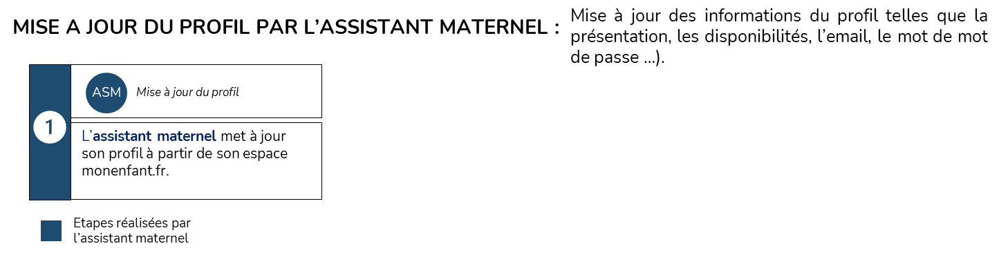 MISE A JOUR DU PROFIL PAR L’ASSISTANT MATERNEL :
Mise à jour des informations du profil telles que la
présentation, les disponibilités, l’email, le mot de mot
de passe …).
ASM
Mise à jour du profil
1
L’assistant maternel met à jour
son profil à partir de son espace
monenfant.fr.
Etapes réalisées par
l’assistant maternel